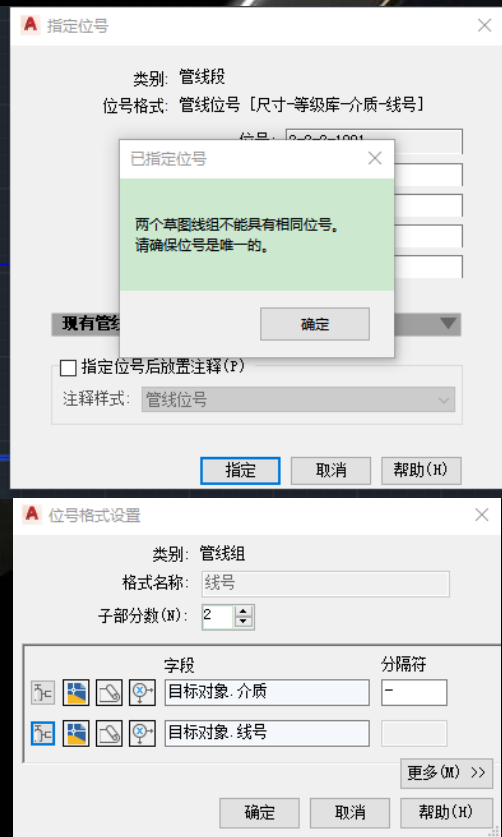 指定位号
类别: 管线段
位号格式: 管线位号 [尺寸-等级库-介质-线号]
已指定位号
两个草图线组不能具有相同位号。
请确保位号是唯一的。
确定
现有管线
指定位号后放置注释(P)
注释样式: 管线位号
指定 取消 帮助(H)
位号格式设置
类别: 管线组
格式名称: 线号
子部分数(N): 2
字段 分隔符
目标对象.介质 -
目标对象.线号
更多(M) >>
确定 取消 帮助(H)